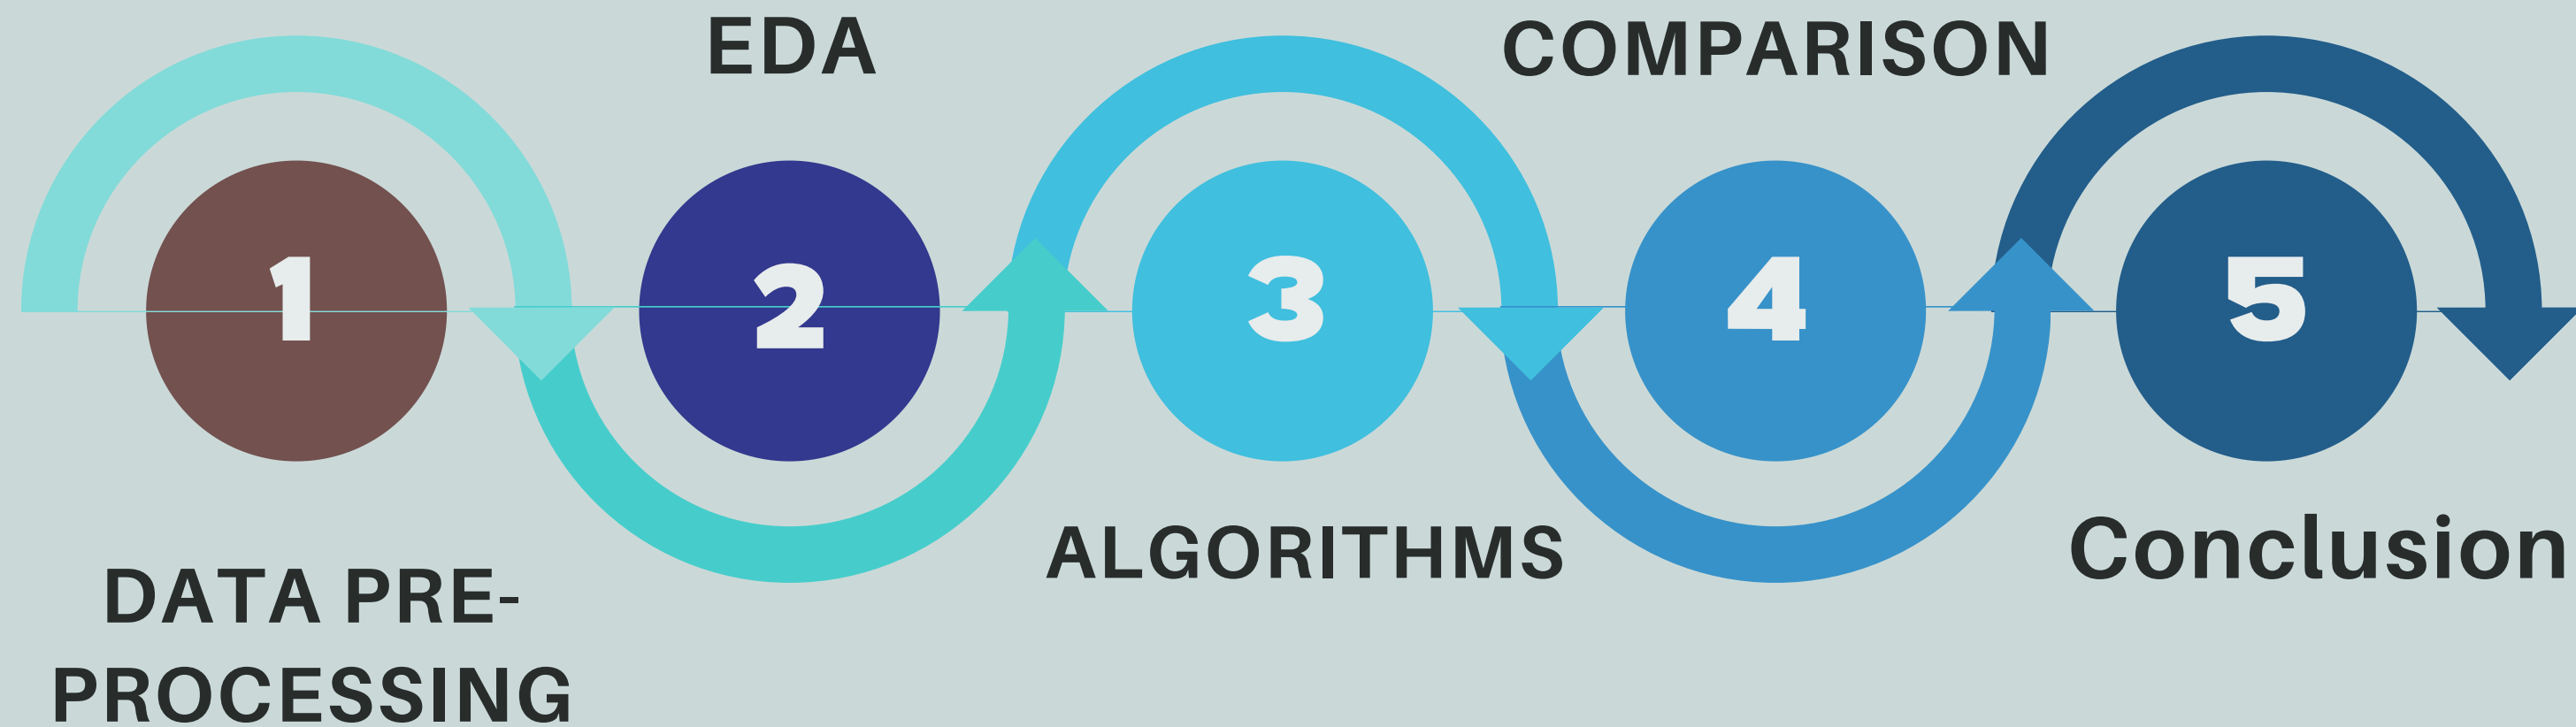 EDA
COMPARISON
1
2
3
4
5
ALGORITHMS
Conclusion
DATA PRE-
PROCESSING